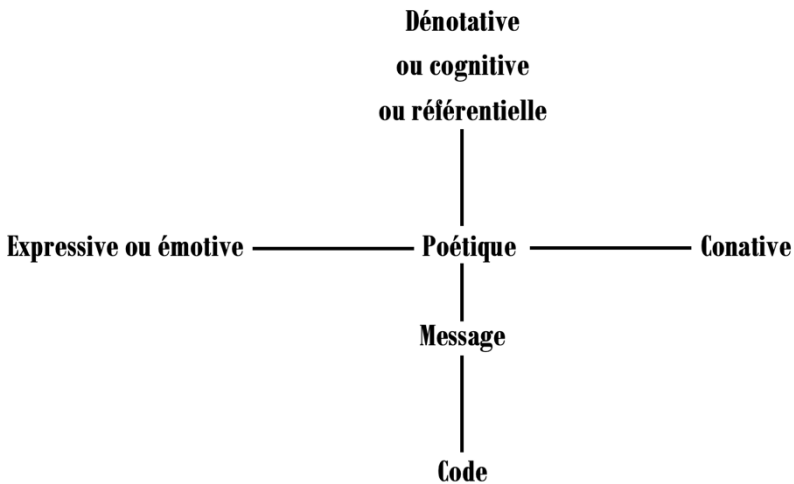 Dénotative
ou cognitive
ou référentielle
Expressive ou émotive
Poétique
Conative
Message
Code